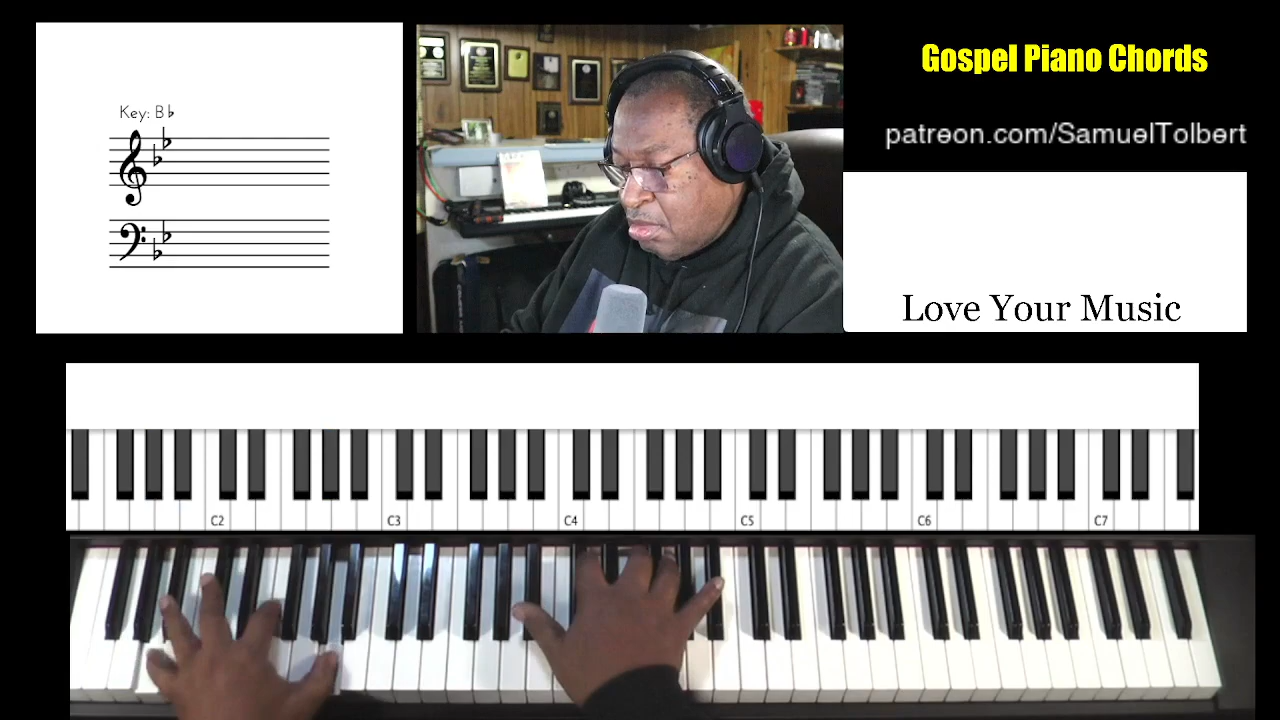 Key: B♭
Gospel Piano Chords
patreon.com/SamuelTolbert
Love Your Music
C2 C3 C4 C5 C6 C7